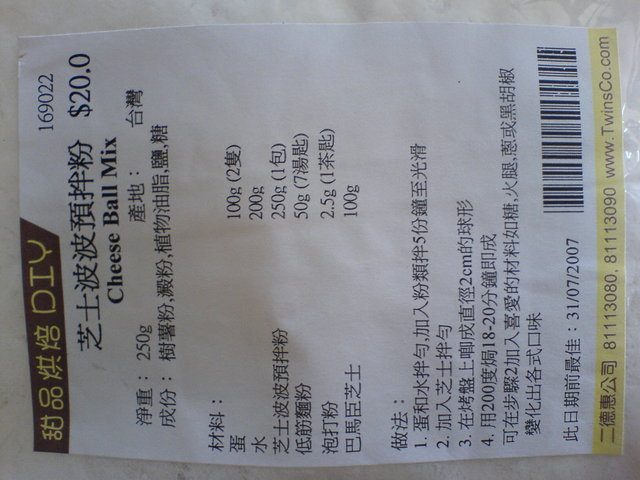 甜品烘焙 DIY
169022
芝士波波預拌粉 $20.0
Cheese Ball Mix
淨重： 250g 產地： 台灣
成份： 樹薯粉,澱粉,植物油脂,鹽,糖
材料：
蛋 100g (2隻)
水 200g
芝士波波預拌粉 250g (1包)
低筋麵粉 50g (7湯匙)
泡打粉 2.5g (1茶匙)
巴馬臣芝士 100g
做法：
1. 蛋和水拌勻,加入粉類拌5份鐘至光滑
2. 加入芝士拌勻
3. 在烤盤上唧成直徑2cm的球形
4. 用200度焗18-20分鐘即成
可在步驟2加入喜愛的材料如糖,火腿,蔥或黑胡椒
變化出各式口味
此日期前最佳：31/07/2007
二德惠公司 81113080, 81113090 www.TwinsCo.com